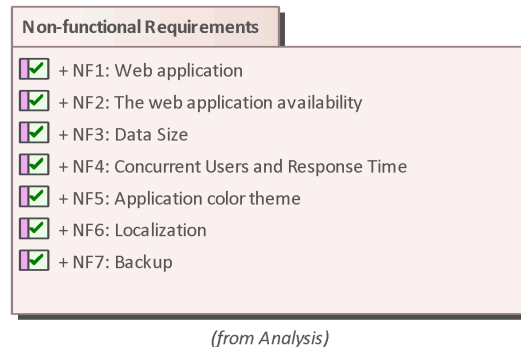 Non-functional Requirements
+ NF1: Web application
+ NF2: The web application availability
+ NF3: Data Size
+ NF4: Concurrent Users and Response Time
+ NF5: Application color theme
+ NF6: Localization
+ NF7: Backup
(from Analysis)